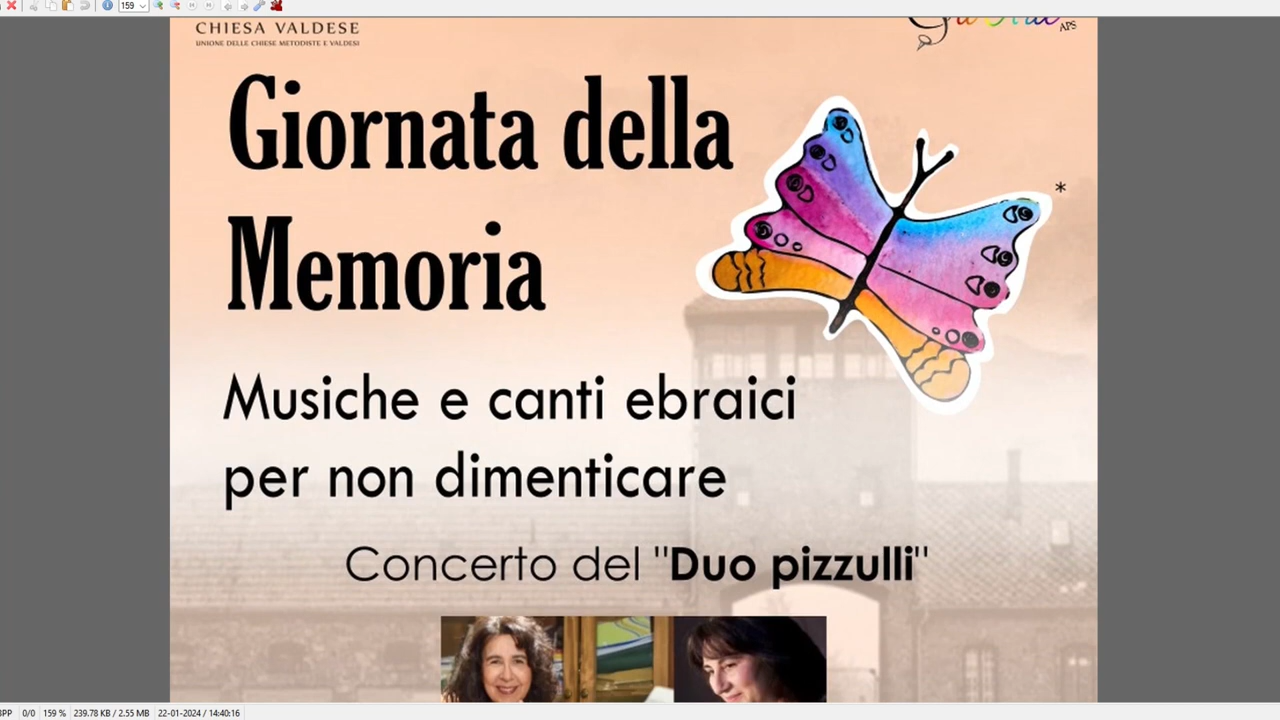 159
CHIESA VALDESE
UNIONE DELLE CHIESE METODISTE E VALDESI
APS
Giornata della
Memoria
*
Musiche e canti ebraici
per non dimenticare
Concerto del "Duo pizzulli"
BPP 0/0 159 % 239.78 KB / 2.55 MB 22-01-2024 / 14:40:16